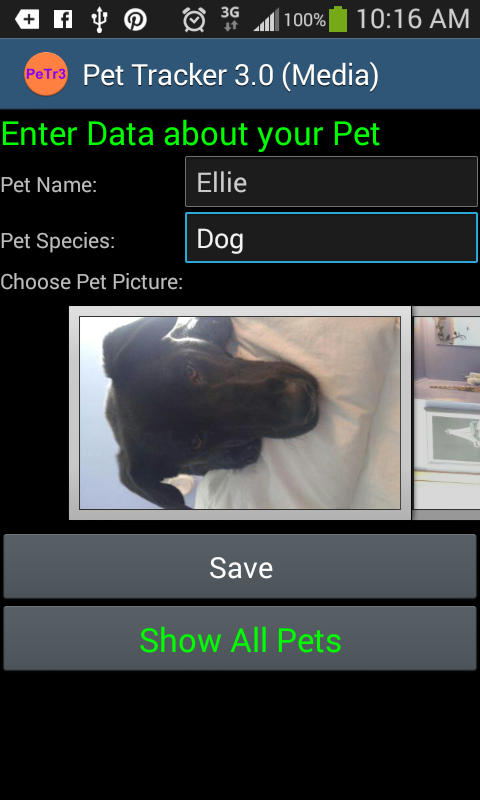 3G 100% 10:16 AM
PeTr3 Pet Tracker 3.0 (Media)
Enter Data about your Pet
Pet Name: Ellie
Pet Species: Dog
Choose Pet Picture:
Save
Show All Pets